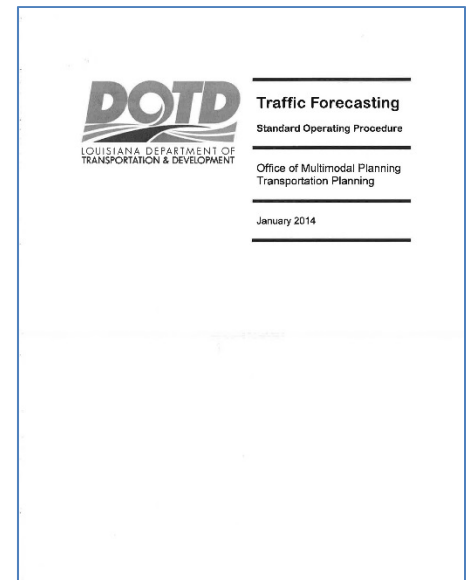 DOTD
LOUISIANA DEPARTMENT OF
TRANSPORTATION & DEVELOPMENT
Traffic Forecasting
Standard Operating Procedure
Office of Multimodal Planning
Transportation Planning
January 2014